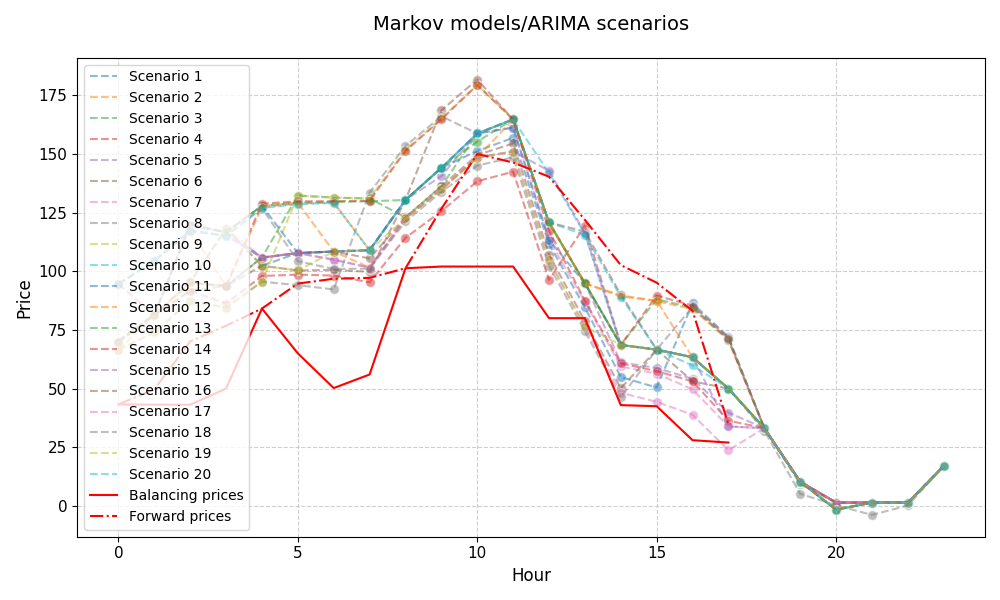 Markov models/ARIMA scenarios
Price
175
150
125
100
75
50
25
0
Scenario 1
Scenario 2
Scenario 3
Scenario 4
Scenario 5
Scenario 6
Scenario 7
Scenario 8
Scenario 9
Scenario 10
Scenario 11
Scenario 12
Scenario 13
Scenario 14
Scenario 15
Scenario 16
Scenario 17
Scenario 18
Scenario 19
Scenario 20
Balancing prices
Forward prices
0 5 10 15 20
Hour